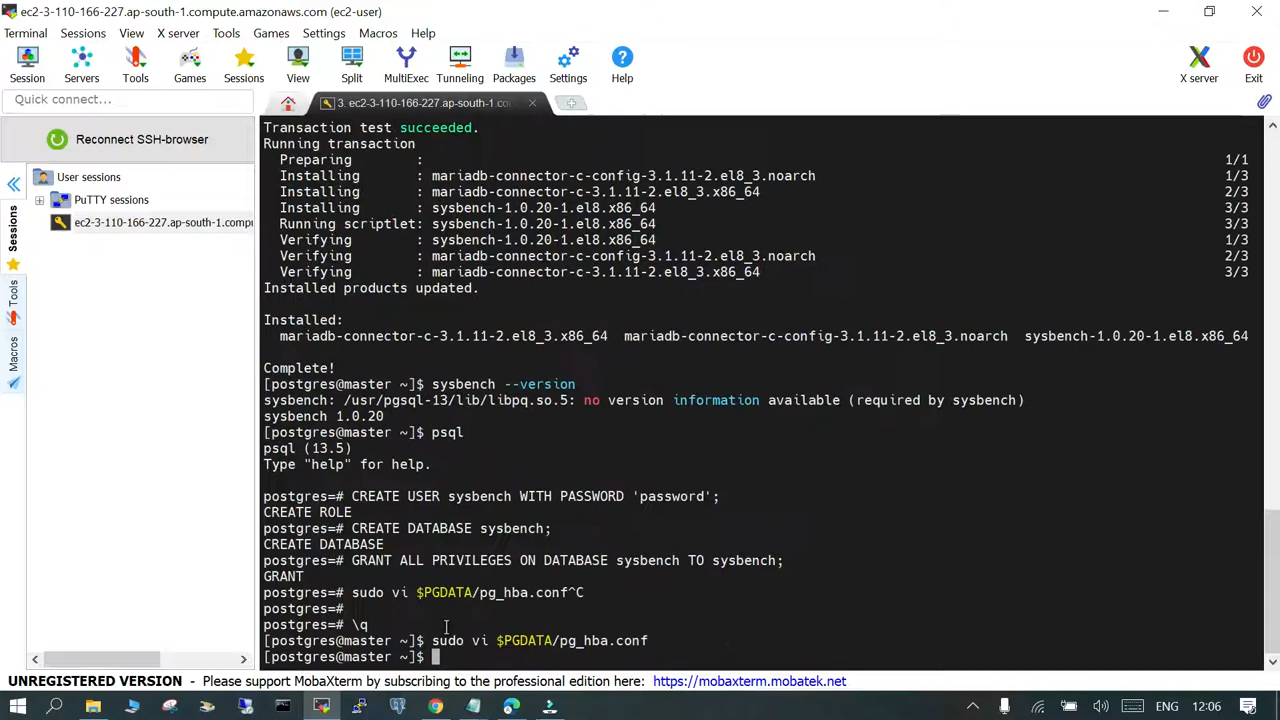 ec2-3-110-166-227.ap-south-1.compute.amazonaws.com (ec2-user)
Terminal Sessions View X server Tools Games Settings Macros Help
Session Servers Tools Games Sessions View Split MultiExec Tunneling Packages Settings Help X server Exit
Quick connect...
3. ec2-3-110-166-227.ap-south-1.co
Reconnect SSH-browser
User sessions
PuTTY sessions
ec2-3-110-166-227.ap-south-1.compu
Sessions
Tools
Macros
Transaction test succeeded.
Running transaction
Preparing : 1/1
Installing : mariadb-connector-c-config-3.1.11-2.el8_3.noarch 1/3
Installing : mariadb-connector-c-3.1.11-2.el8_3.x86_64 2/3
Installing : sysbench-1.0.20-1.el8.x86_64 3/3
Running scriptlet: sysbench-1.0.20-1.el8.x86_64 3/3
Verifying : sysbench-1.0.20-1.el8.x86_64 1/3
Verifying : mariadb-connector-c-config-3.1.11-2.el8_3.noarch 2/3
Verifying : mariadb-connector-c-3.1.11-2.el8_3.x86_64 3/3
Installed products updated.
Installed:
mariadb-connector-c-3.1.11-2.el8_3.x86_64 mariadb-connector-c-config-3.1.11-2.el8_3.noarch sysbench-1.0.20-1.el8.x86_64
Complete!
[postgres@master ~]$ sysbench --version
sysbench: /usr/pgsql-13/lib/libpq.so.5: no version information available (required by sysbench)
sysbench 1.0.20
[postgres@master ~]$ psql
psql (13.5)
Type "help" for help.
postgres=# CREATE USER sysbench WITH PASSWORD 'password';
CREATE ROLE
postgres=# CREATE DATABASE sysbench;
CREATE DATABASE
postgres=# GRANT ALL PRIVILEGES ON DATABASE sysbench TO sysbench;
GRANT
postgres=# sudo vi $PGDATA/pg_hba.conf^C
postgres=#
postgres=# \q
[postgres@master ~]$ sudo vi $PGDATA/pg_hba.conf
[postgres@master ~]$
UNREGISTERED VERSION - Please support MobaXterm by subscribing to the professional edition here: https://mobaxterm.mobatek.net
ENG 12:06